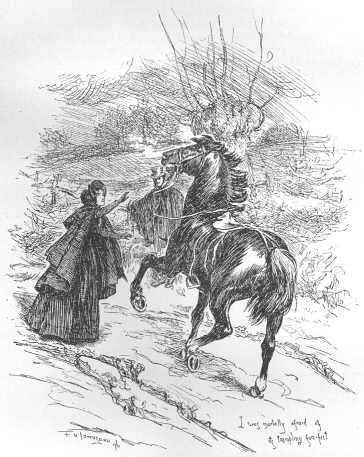 I was mortally afraid of
its trampling fore-feet
F. H. Townsend